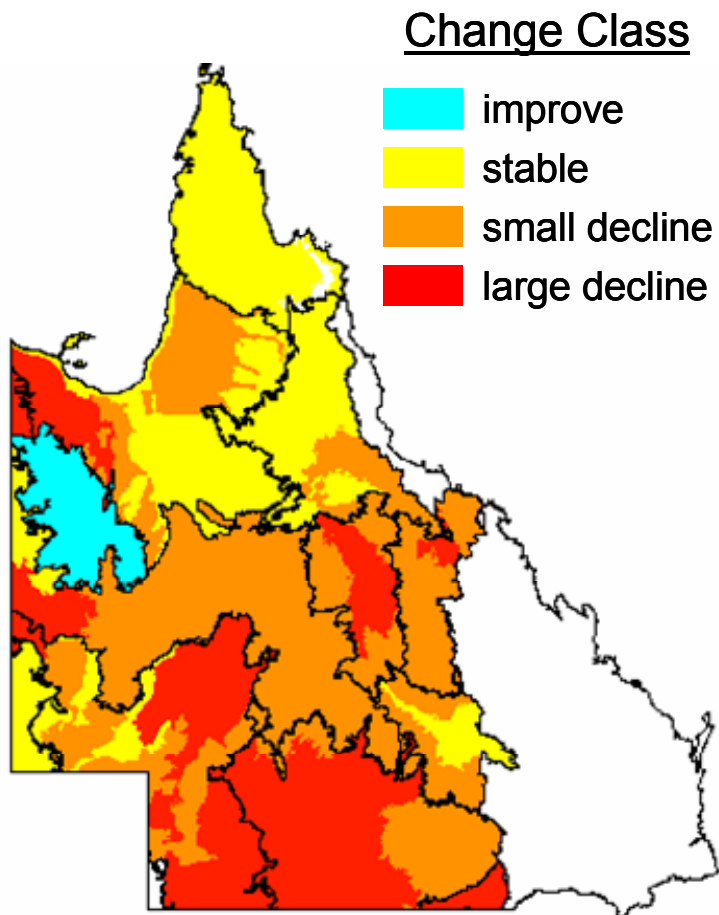 Change Class
improve
stable
small decline
large decline